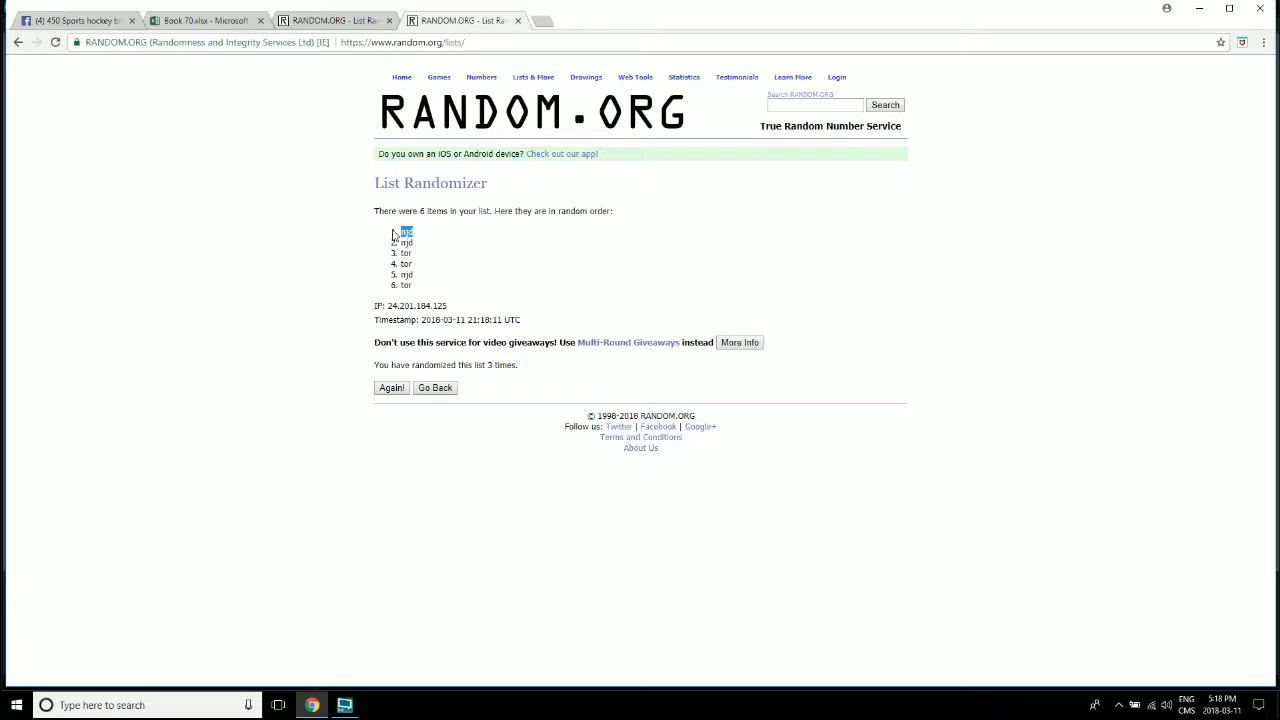 (4) 450 Sports hockey b
Book 70.xlsx - Microsoft
RANDOM.ORG - List Ran
RANDOM.ORG - List Ran
RANDOM.ORG (Randomness and Integrity Services Ltd) [IE] | https://www.random.org/lists/
Home Games Numbers Lists & More Drawings Web Tools Statistics Testimonials Learn More Login
RANDOM.ORG
Search RANDOM.ORG
Search
True Random Number Service
Do you own an iOS or Android device? Check out our app!
List Randomizer
There were 6 items in your list. Here they are in random order:
njd
2. njd
3. tor
4. tor
5. njd
6. tor
IP: 24.201.184.125
Timestamp: 2018-03-11 21:18:11 UTC
Don't use this service for video giveaways! Use Multi-Round Giveaways instead More Info
You have randomized this list 3 times.
Again! Go Back
© 1998-2018 RANDOM.ORG
Follow us: Twitter | Facebook | Google+
Terms and Conditions
About Us
Type here to search
ENG 5:18 PM
CMS 2018-03-11